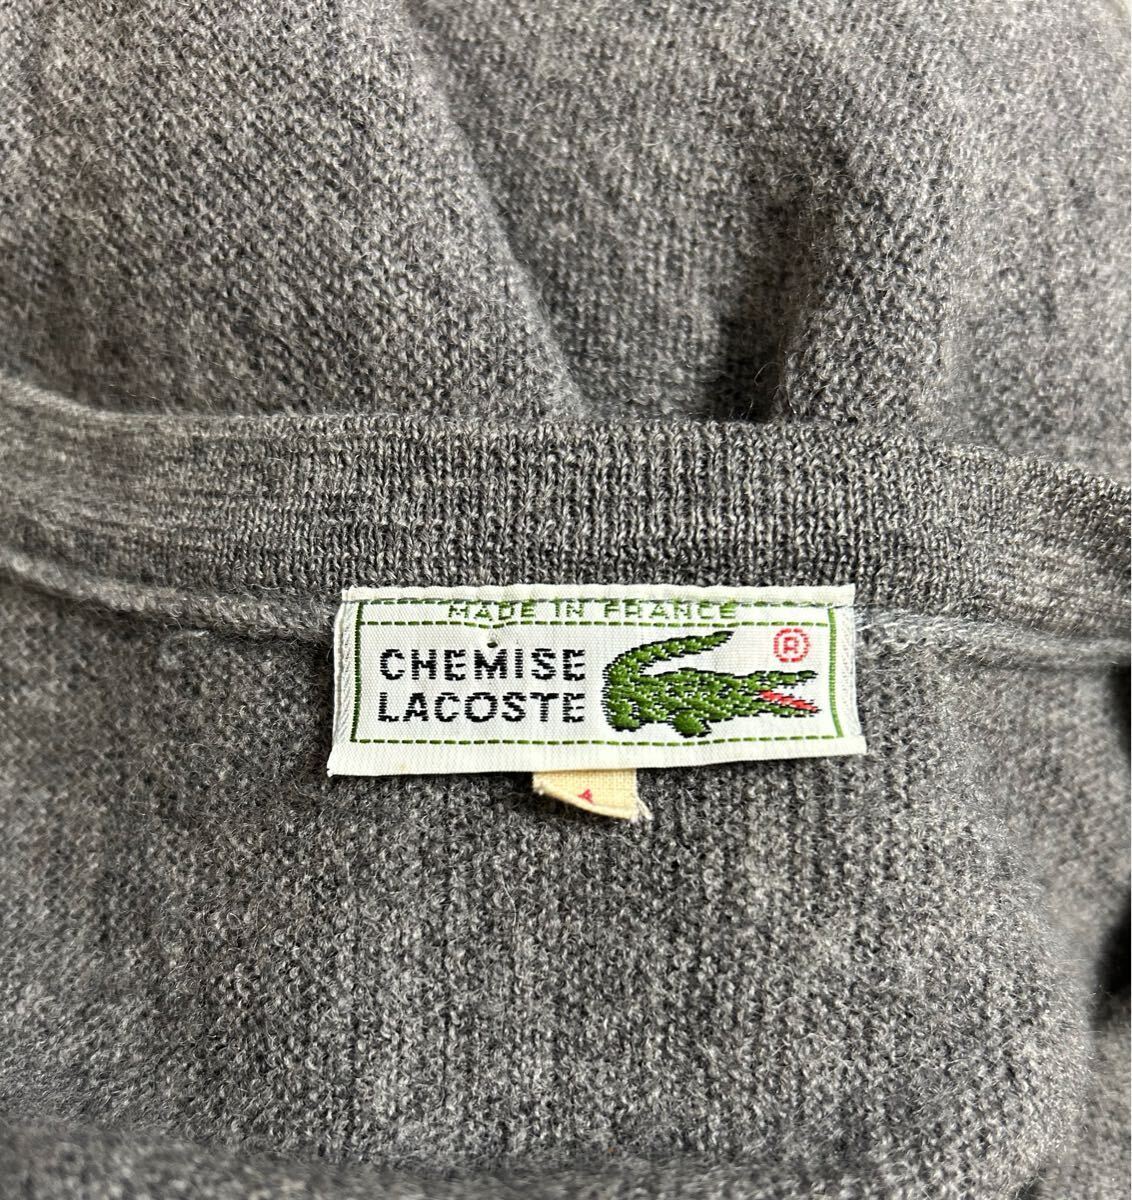 MADE IN FRANCE
CHEMISE
LACOSTE
®